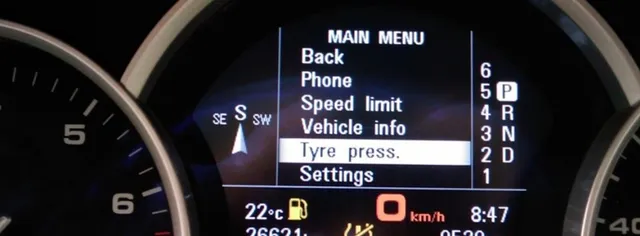 MAIN MENU
Back
Phone
Speed limit
Vehicle info
Tyre press.
Settings
6
5 P
4 R
3 N
2 D
1
SE S SW
5
6
22°C
0 km/h
8:47
26621